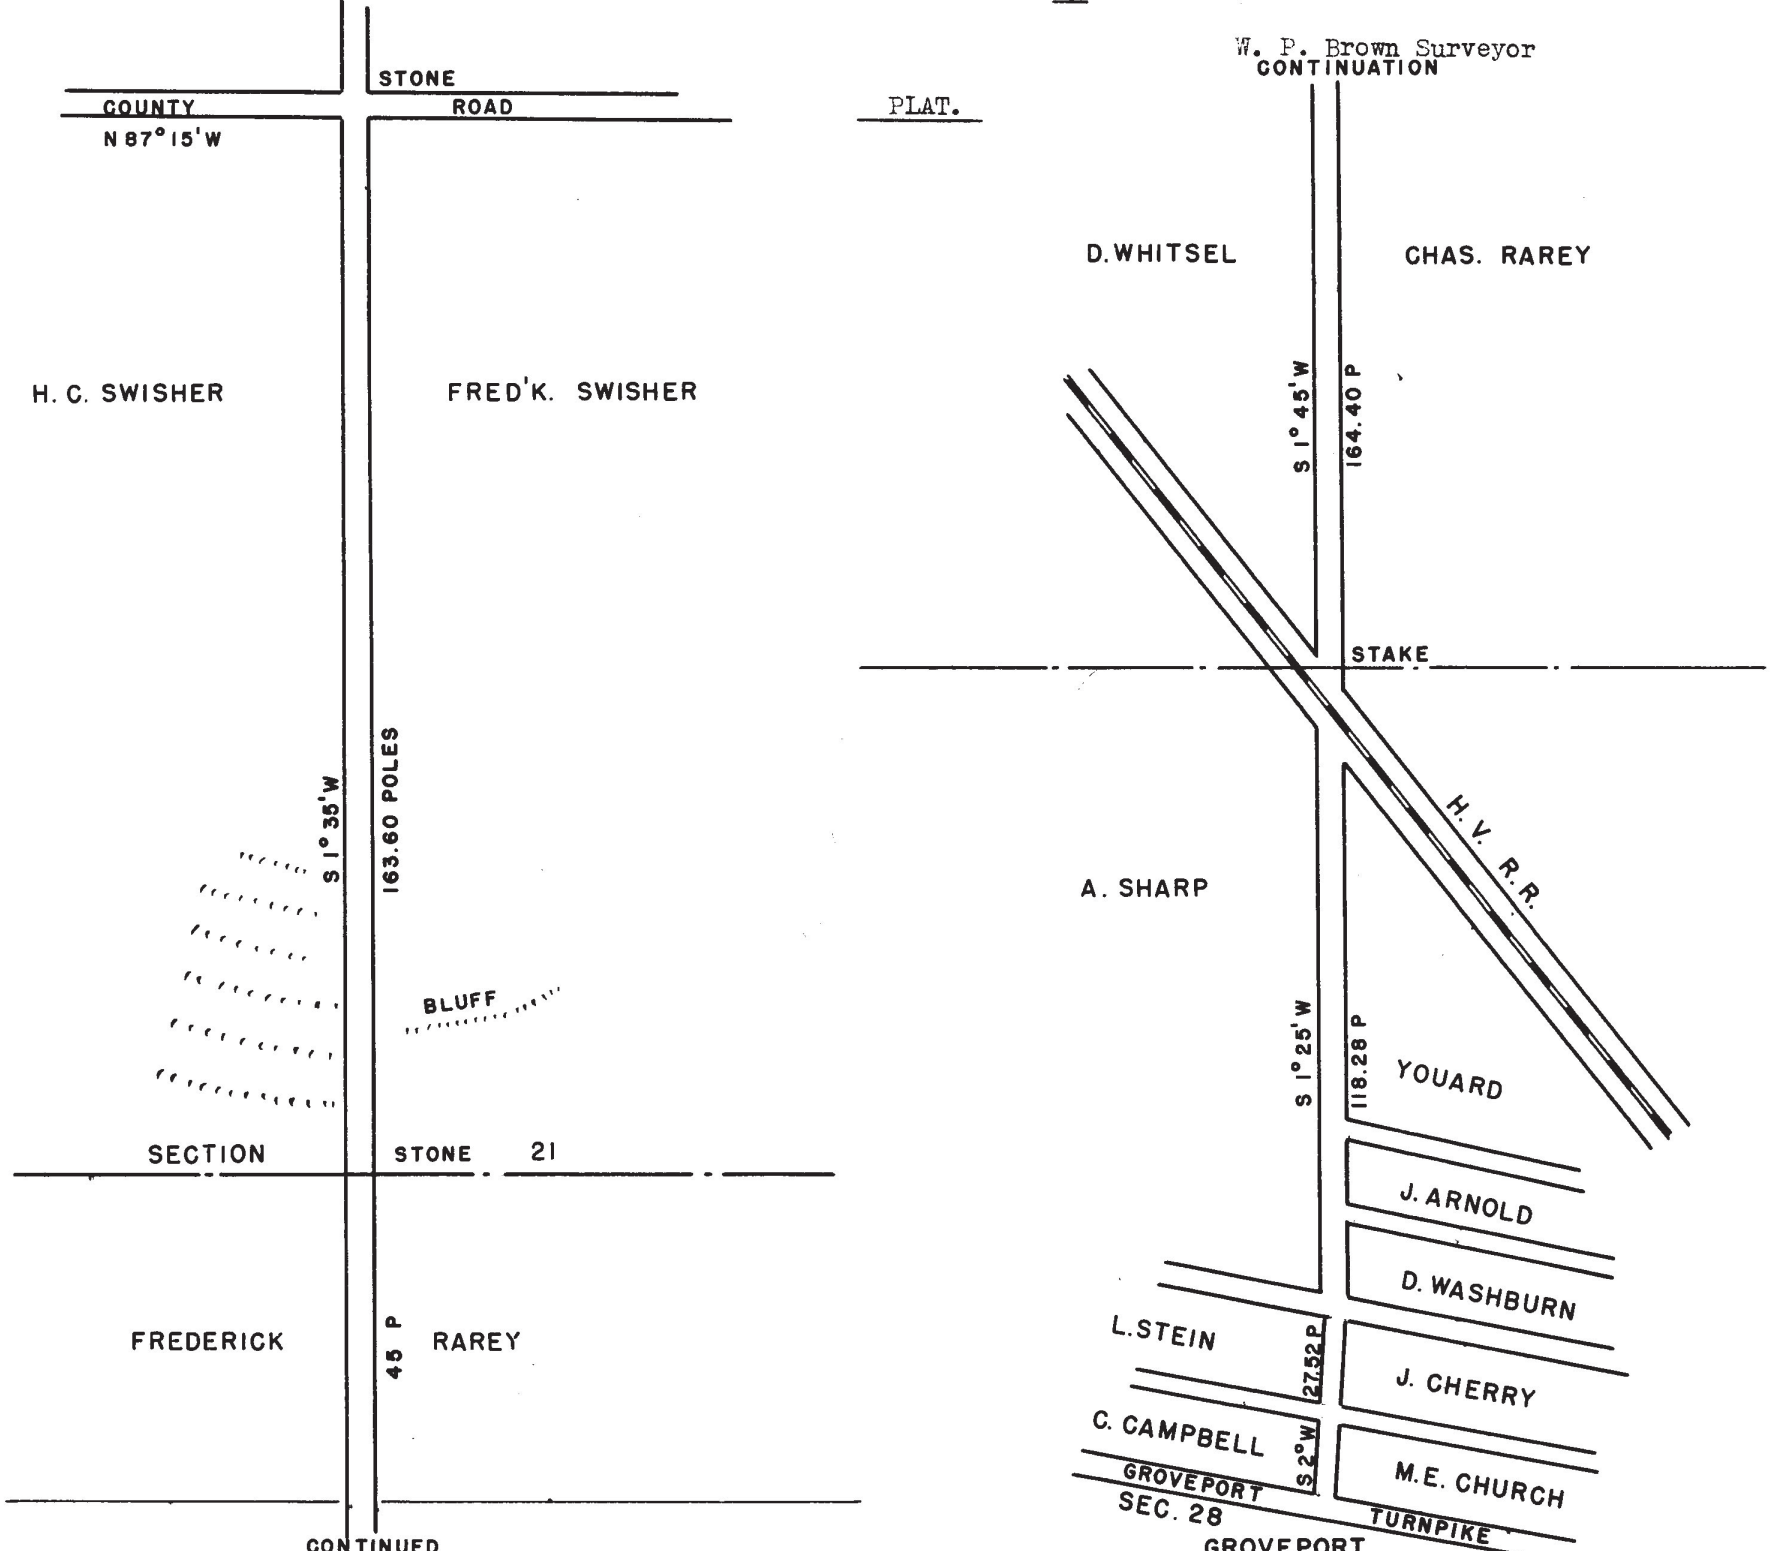 STONE
COUNTY ROAD
N 87° 15' W
H. C. SWISHER
FRED'K. SWISHER
S 1° 35' W
163.60 POLES
BLUFF
SECTION
STONE 21
FREDERICK
45 P
RAREY
CONTINUED
W. P. Brown Surveyor
CONTINUATION
PLAT.
D. WHITSEL
CHAS. RAREY
S 1° 45' W
164.40 P
STAKE
H. V. R. R.
A. SHARP
S 1° 25' W
118.28 P
YOUARD
J. ARNOLD
D. WASHBURN
L. STEIN
27.52 P
J. CHERRY
C. CAMPBELL
S 2° W
M. E. CHURCH
GROVEPORT
TURNPIKE
SEC. 28
GROVEPORT